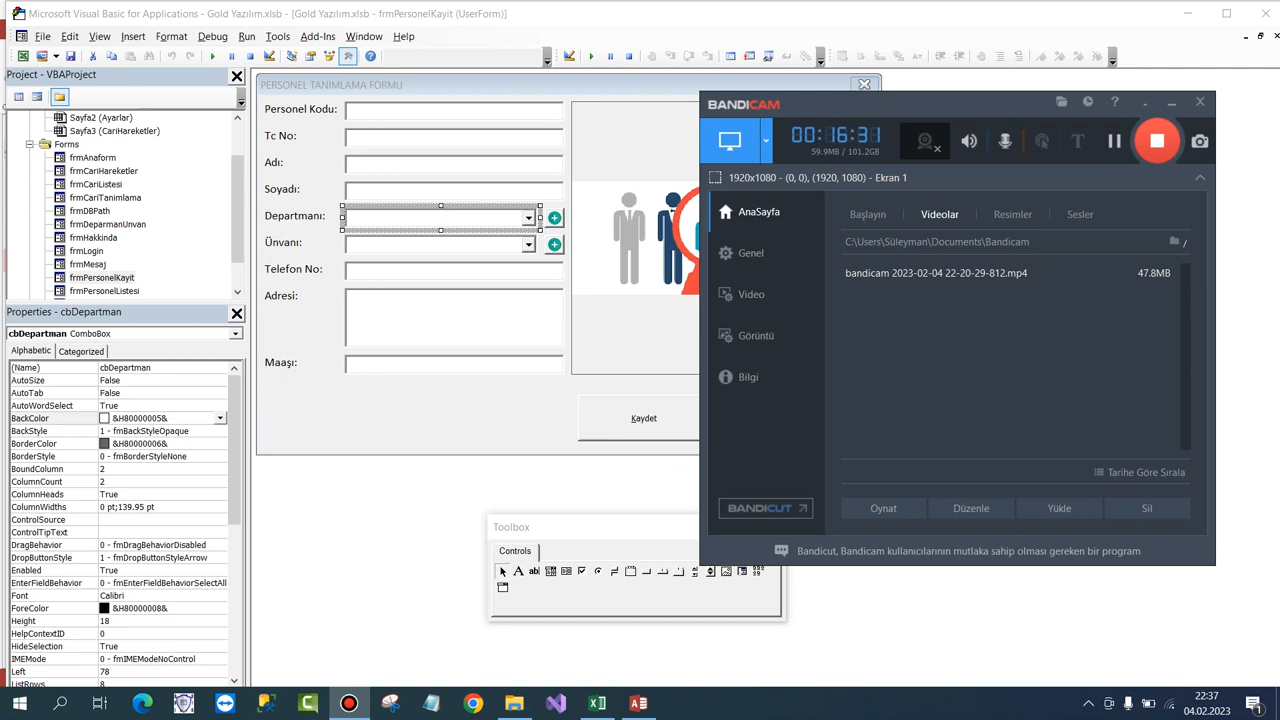 Microsoft Visual Basic for Applications - Gold Yazılım.xlsb - [Gold Yazılım.xlsb - frmPersonelKayit (UserForm)]
File Edit View Insert Format Debug Run Tools Add-Ins Window Help
Project - VBAProject
Sayfa2 (Ayarlar)
Sayfa3 (CariHareketler)
Forms
frmAnaform
frmCariHareketler
frmCariListesi
frmCariTanimlama
frmDBPath
frmDeparmanUnvan
frmHakkinda
frmLogin
frmMesaj
frmPersonelKayit
frmPersonelListesi
Properties - cbDepartman
cbDepartman ComboBox
Alphabetic Categorized
(Name) cbDepartman
AutoSize False
AutoTab False
AutoWordSelect True
BackColor &H80000005&
BackStyle 1 - fmBackStyleOpaque
BorderColor &H80000006&
BorderStyle 0 - fmBorderStyleNone
BoundColumn 2
ColumnCount 2
ColumnHeads True
ColumnWidths 0 pt;139.95 pt
ControlSource
ControlTipText
DragBehavior 0 - fmDragBehaviorDisabled
DropButtonStyle 1 - fmDropButtonStyleArrow
Enabled True
EnterFieldBehavior 0 - fmEnterFieldBehaviorSelectAll
Font Calibri
ForeColor &H80000008&
Height 18
HelpContextID 0
HideSelection True
IMEMode 0 - fmIMEModeNoControl
Left 78
ListRows 8
PERSONEL TANIMLAMA FORMU
Personel Kodu:
Tc No:
Adı:
Soyadı:
Departmanı:
Ünvanı:
Telefon No:
Adresi:
Maaşı:
Kaydet
Toolbox
Controls
BANDICAM
00:16:31
59.9MB / 101.2GB
1920x1080 - (0, 0), (1920, 1080) - Ekran 1
AnaSayfa
Genel
Video
Görüntü
Bilgi
BANDICUT
Başlayın Videolar Resimler Sesler
C:\Users\Süleyman\Documents\Bandicam
bandicam 2023-02-04 22-20-29-812.mp4 47.8MB
Tarihe Göre Sırala
Oynat Düzenle Yükle Sil
Bandicut, Bandicam kullanıcılarının mutlaka sahip olması gereken bir program
22:37
04.02.2023
1